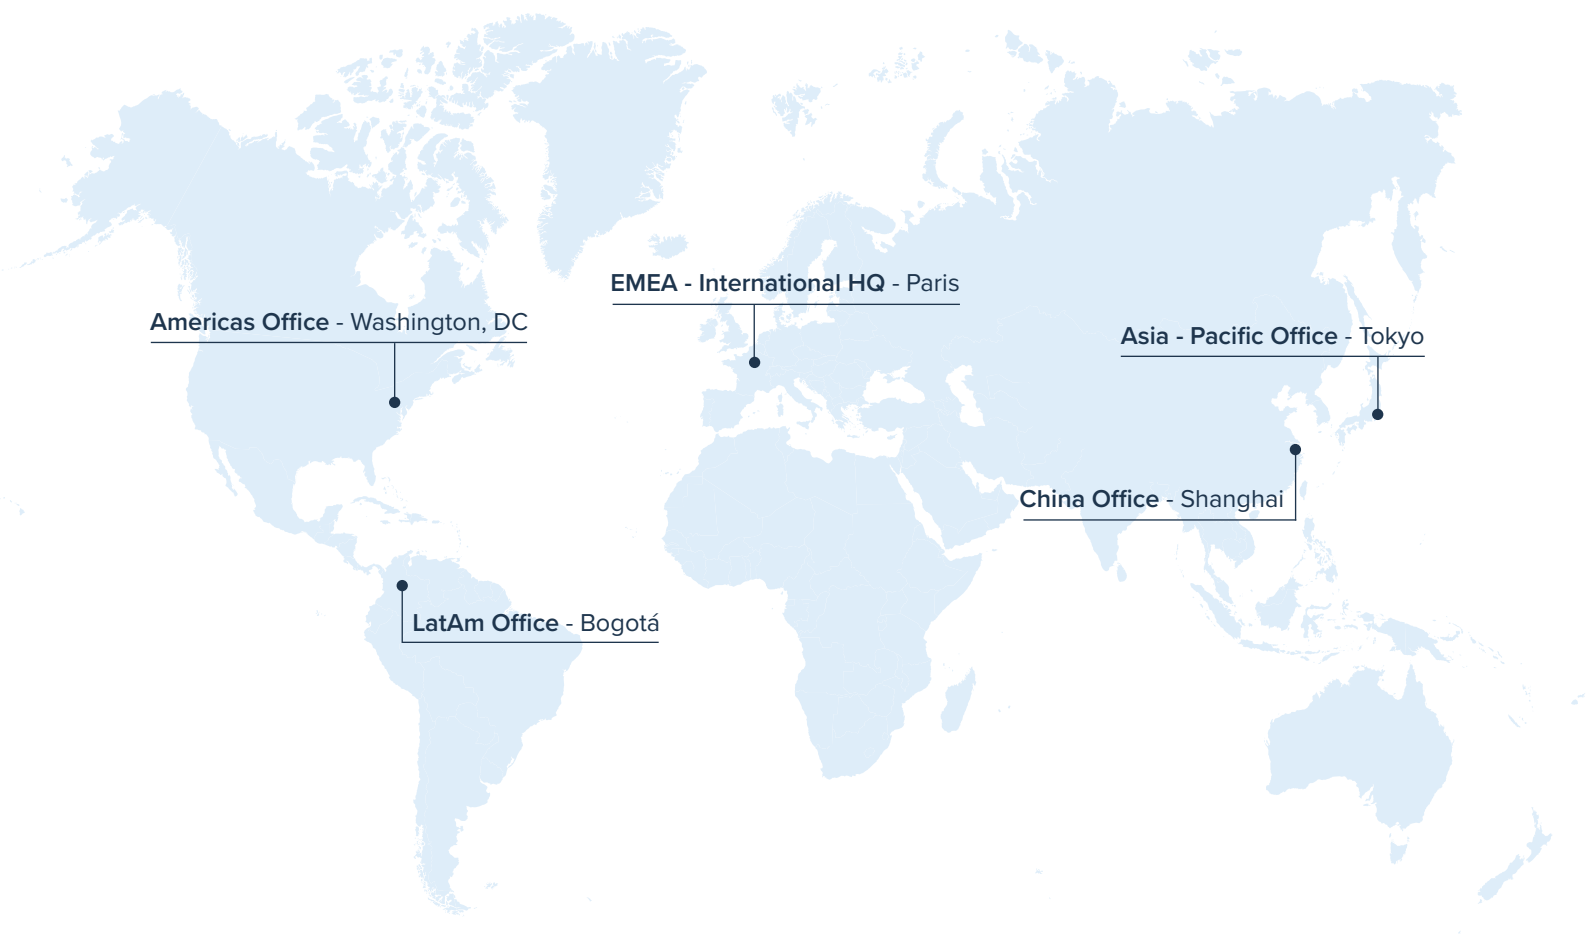 EMEA - International HQ - Paris
Americas Office - Washington, DC
Asia - Pacific Office - Tokyo
China Office - Shanghai
LatAm Office - Bogotá